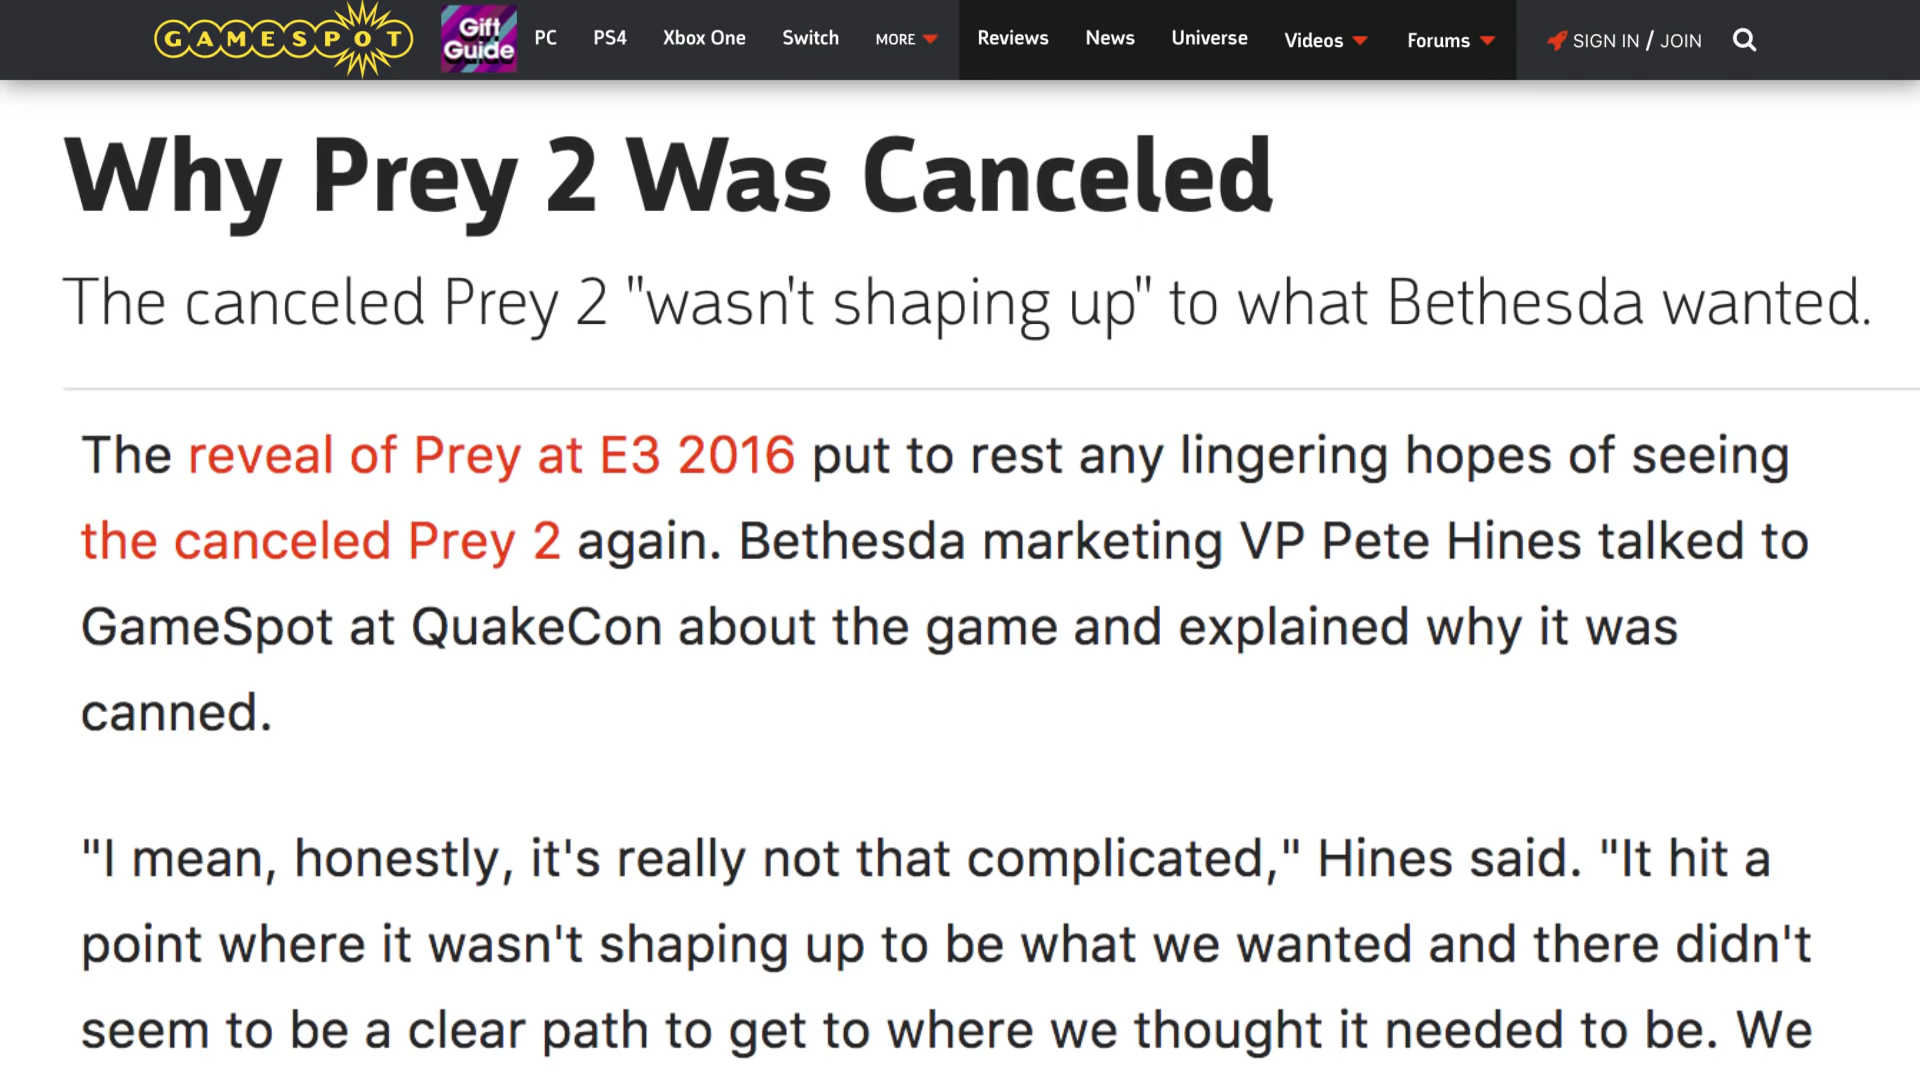 GAMESPOT Gift Guide PC PS4 Xbox One Switch MORE Reviews News Universe Videos Forums SIGN IN / JOIN
Why Prey 2 Was Canceled
The canceled Prey 2 "wasn't shaping up" to what Bethesda wanted.
The reveal of Prey at E3 2016 put to rest any lingering hopes of seeing
the canceled Prey 2 again. Bethesda marketing VP Pete Hines talked to
GameSpot at QuakeCon about the game and explained why it was
canned.
"I mean, honestly, it's really not that complicated," Hines said. "It hit a
point where it wasn't shaping up to be what we wanted and there didn't
seem to be a clear path to get to where we thought it needed to be. We